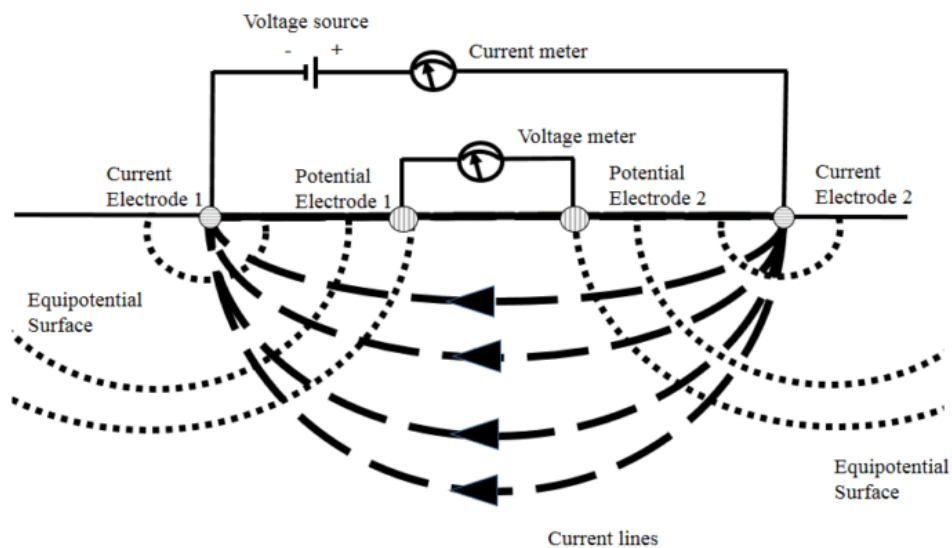 Voltage source
- +
Current meter
Voltage meter
Current
Electrode 1
Potential
Electrode 1
Potential
Electrode 2
Current
Electrode 2
Equipotential
Surface
Equipotential
Surface
Current lines